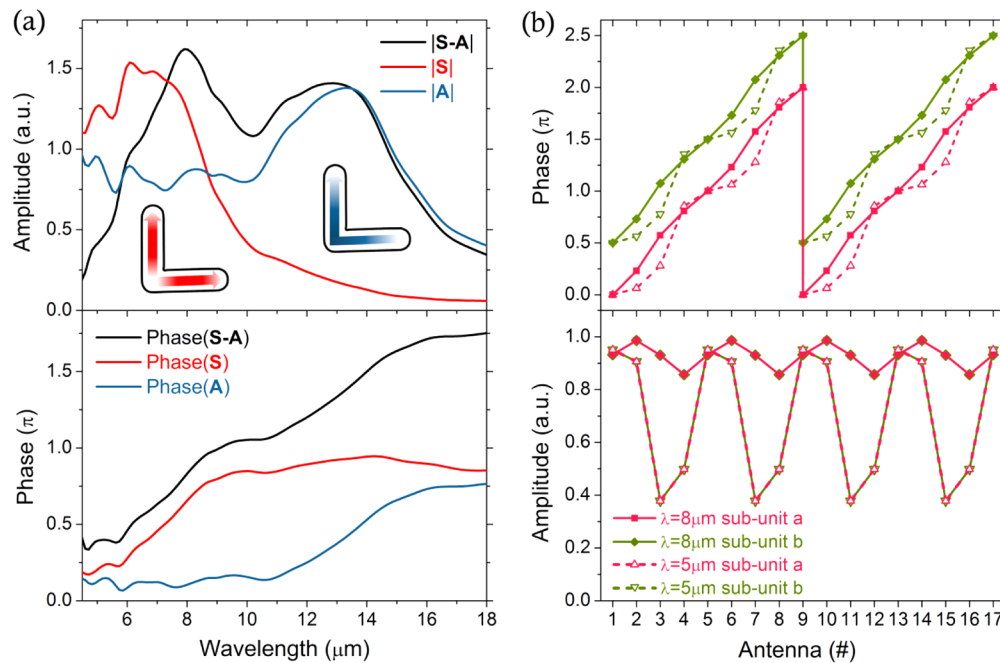 (a)
Amplitude (a.u.)
1.5
1.0
0.5
0.0
|S-A|
|S|
|A|
Phase (π)
1.5
1.0
0.5
0.0
Phase(S-A)
Phase(S)
Phase(A)
6 8 10 12 14 16 18
Wavelength (μm)
(b)
Phase (π)
2.5
2.0
1.5
1.0
0.5
0.0
Amplitude (a.u.)
1.0
0.8
0.6
0.4
0.2
0.0
λ=8μm sub-unit a
λ=8μm sub-unit b
λ=5μm sub-unit a
λ=5μm sub-unit b
1 2 3 4 5 6 7 8 9 10 11 12 13 14 15 16 17
Antenna (#)